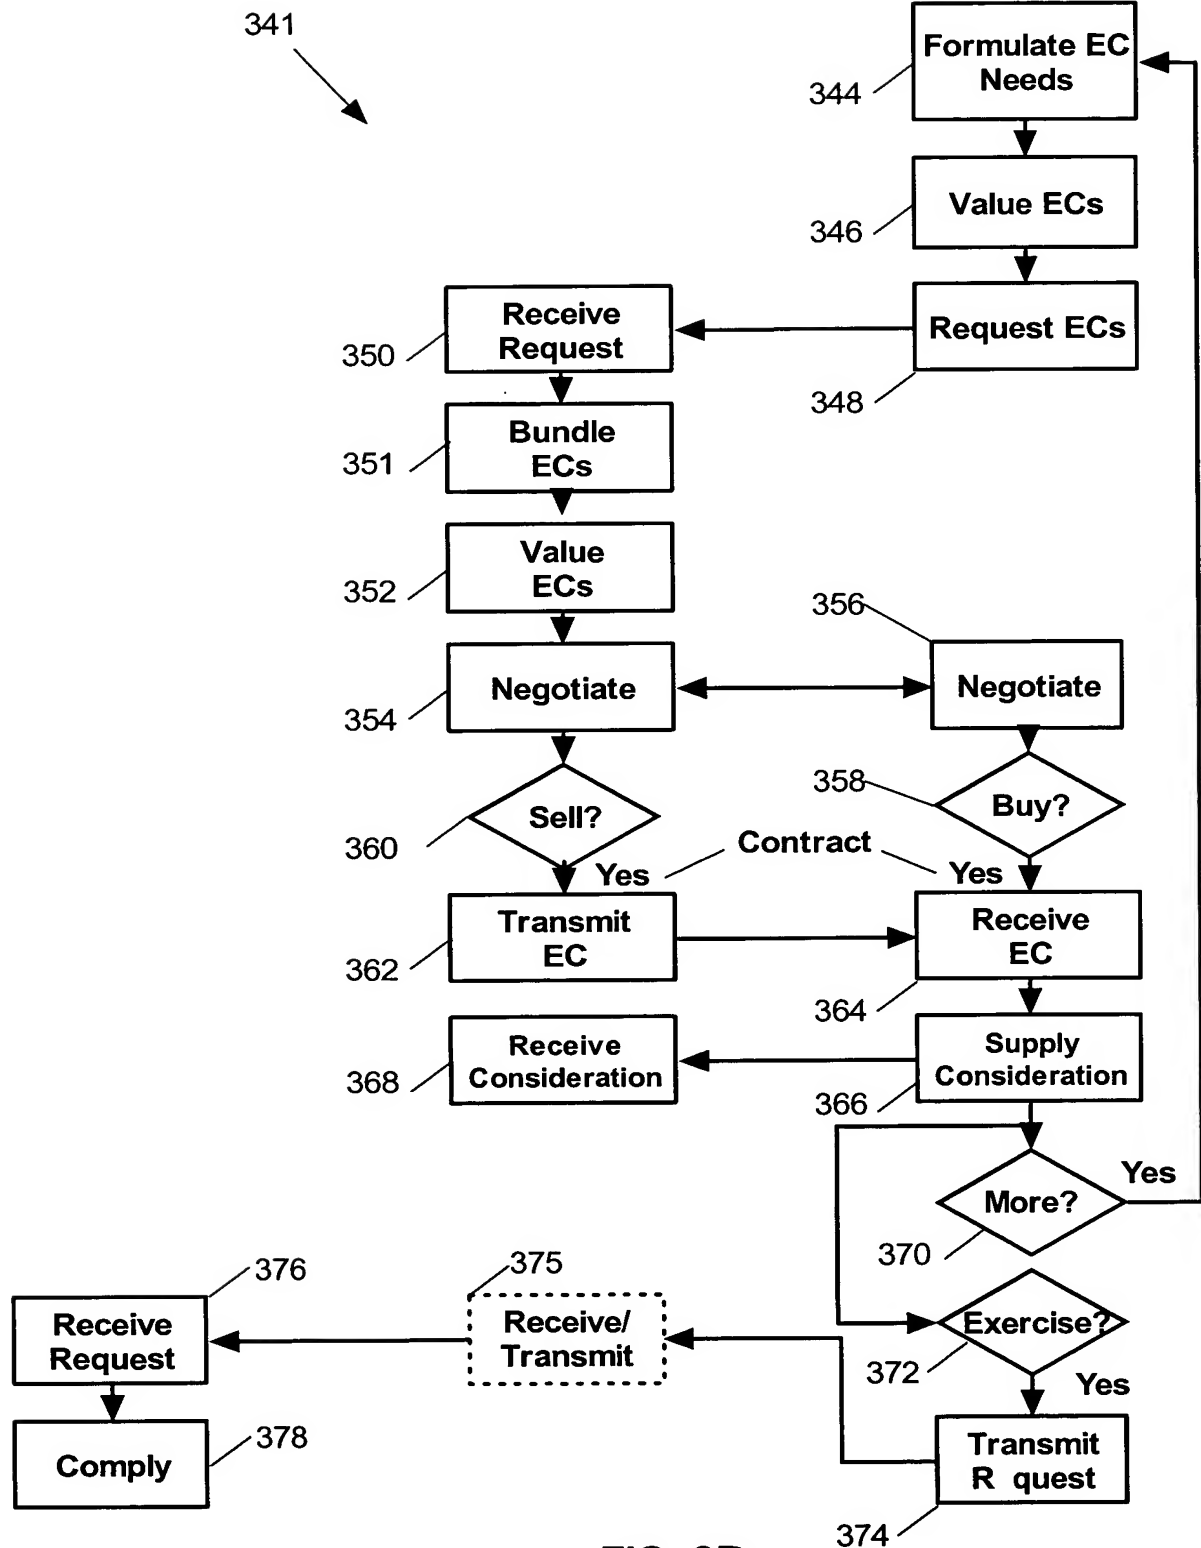 341
Formulate EC
Needs
344
Value ECs
346
Request ECs
348
Receive
Request
350
Bundle
ECs
351
Value
ECs
352
356
Negotiate
354
Negotiate
358
Buy?
Sell?
360
Contract
Yes
Yes
Transmit
EC
362
Receive
EC
364
Receive
Consideration
368
Supply
Consideration
366
Yes
More?
370
376
375
Receive
Request
Receive/
Transmit
Exercise?
372
Yes
378
Comply
Transmit
R quest
374